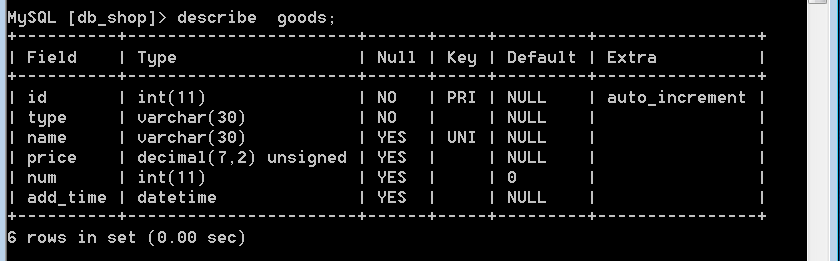 MySQL [db_shop]> describe  goods;
+----------+-----------------------+------+-----+---------+----------------+
| Field    | Type                  | Null | Key | Default | Extra          |
+----------+-----------------------+------+-----+---------+----------------+
| id       | int(11)               | NO   | PRI | NULL    | auto_increment |
| type     | varchar(30)           | NO   |     | NULL    |                |
| name     | varchar(30)           | YES  | UNI | NULL    |                |
| price    | decimal(7,2) unsigned | YES  |     | NULL    |                |
| num      | int(11)               | YES  |     | 0       |                |
| add_time | datetime              | YES  |     | NULL    |                |
+----------+-----------------------+------+-----+---------+----------------+
6 rows in set (0.00 sec)